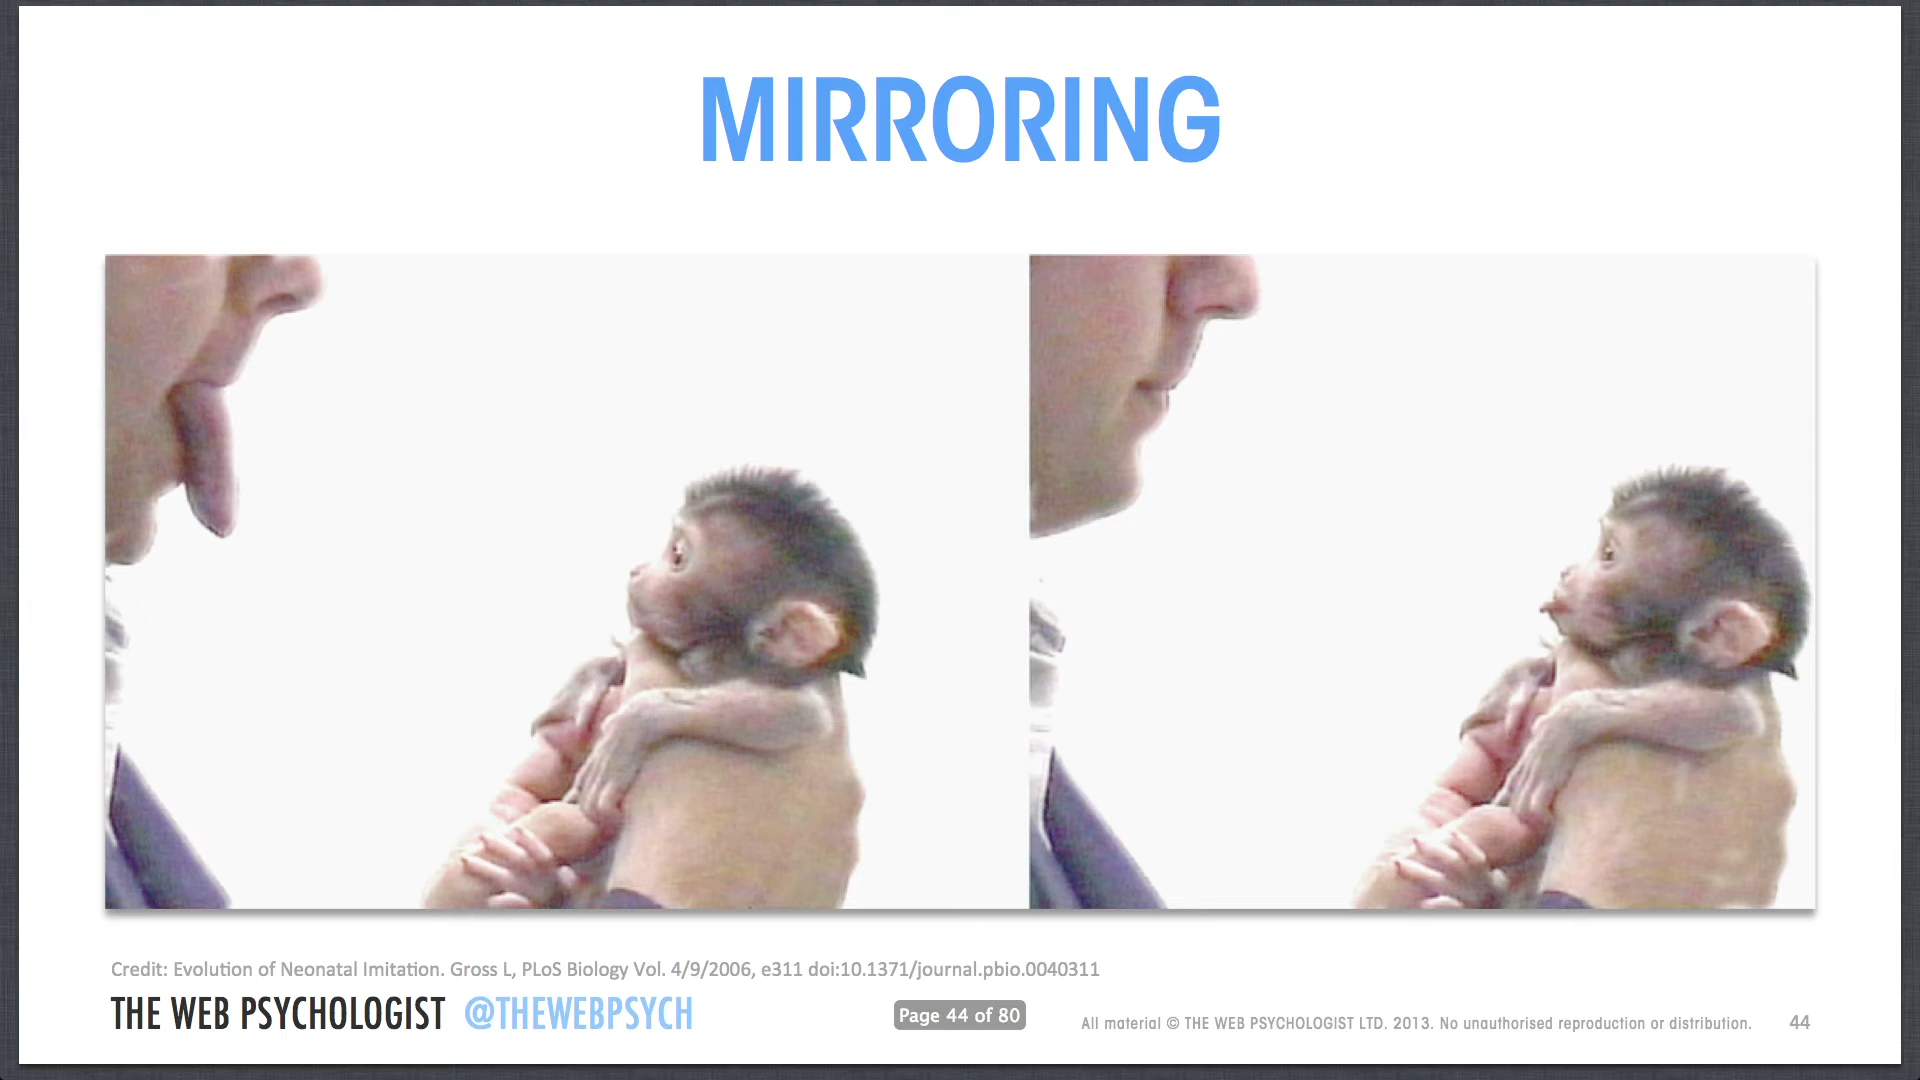 MIRRORING
Credit: Evolution of Neonatal Imitation. Gross L, PLoS Biology Vol. 4/9/2006, e311 doi:10.1371/journal.pbio.0040311
THE WEB PSYCHOLOGIST @THEWEBPSYCH
Page 44 of 80
All material © THE WEB PSYCHOLOGIST LTD. 2013. No unauthorised reproduction or distribution.
44